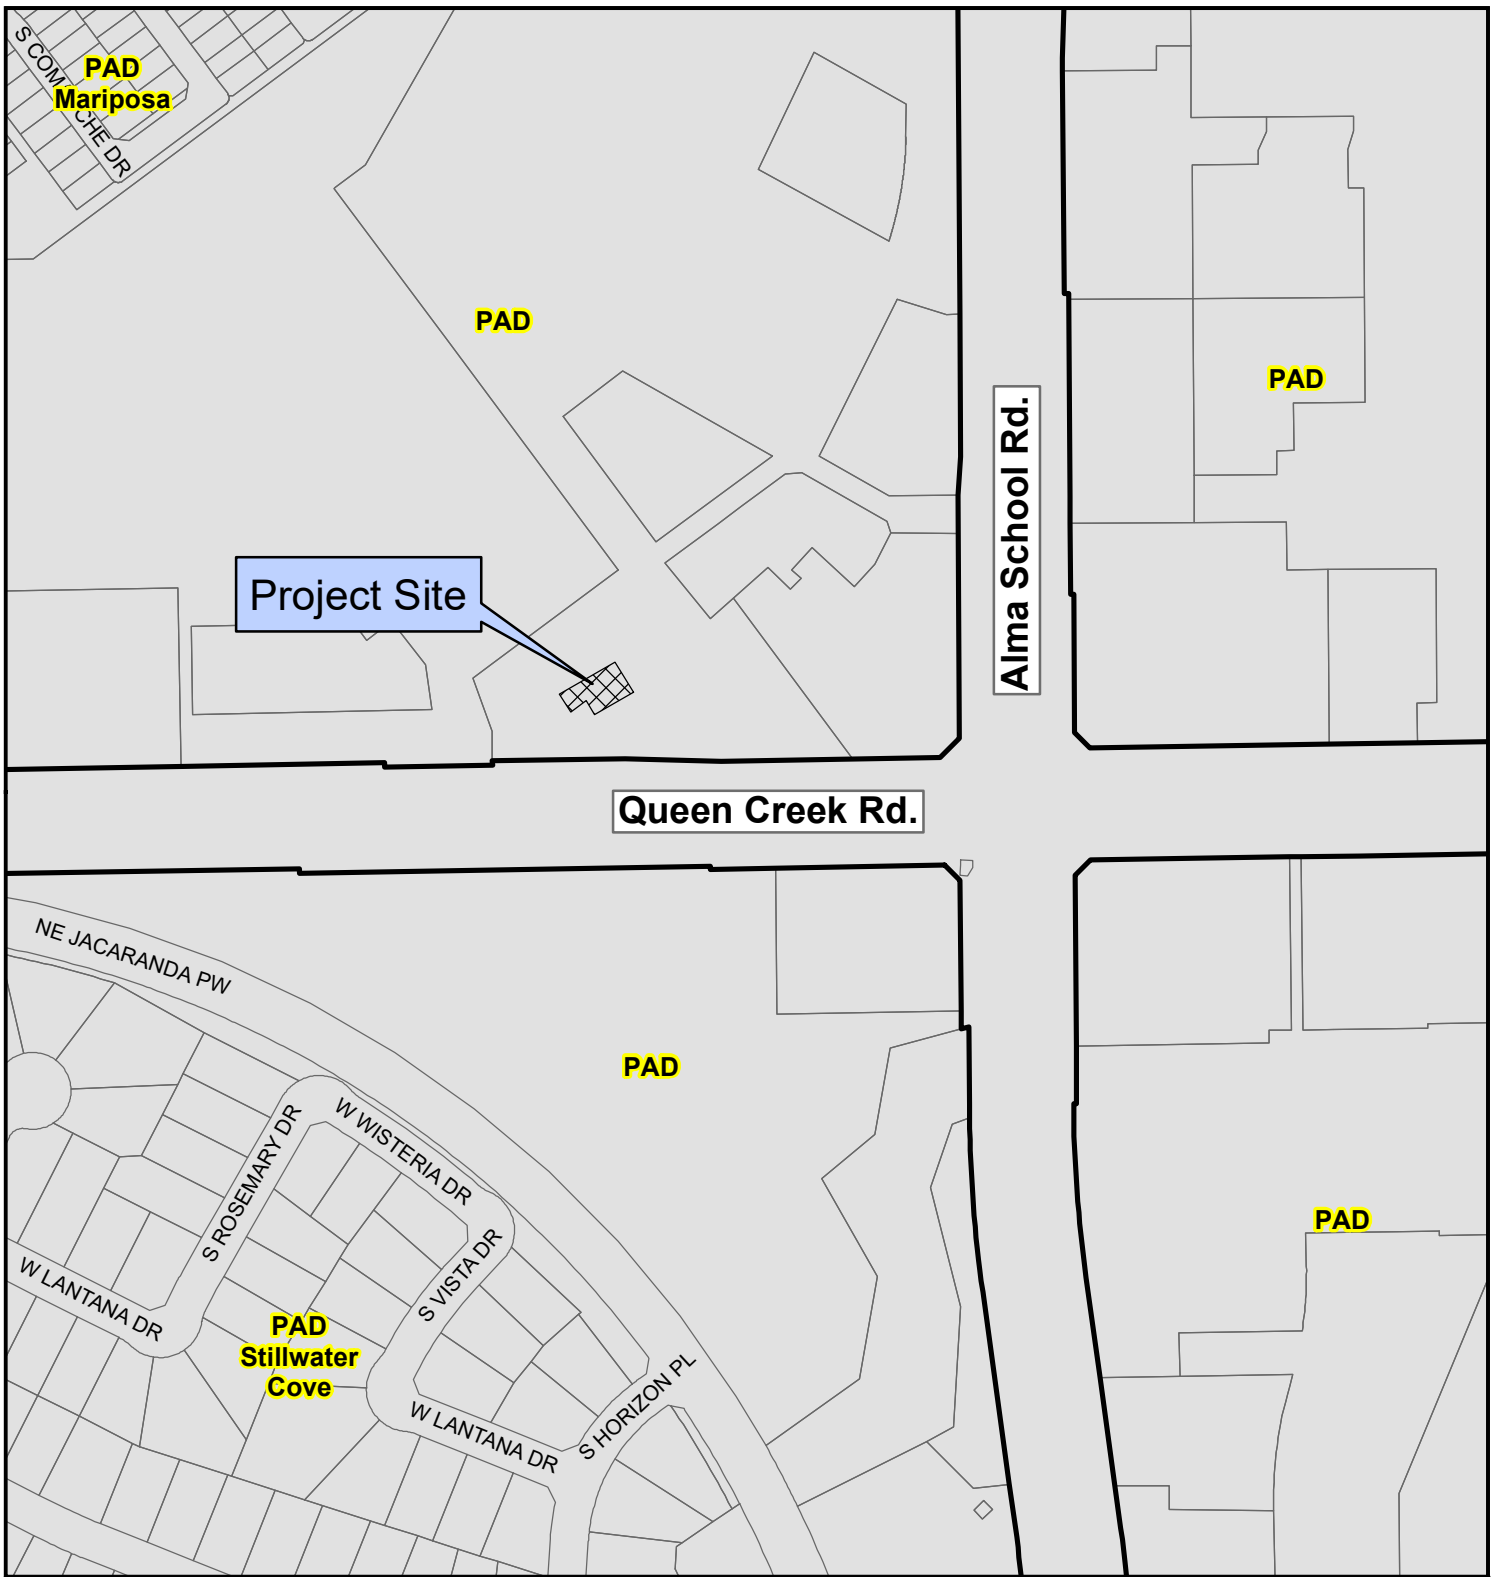 S COMANCHE DR
PAD
Mariposa
PAD
PAD
Alma School Rd.
Project Site
Queen Creek Rd.
NE JACARANDA PW
PAD
W WISTERIA DR
S ROSEMARY DR
S VISTA DR
PAD
W LANTANA DR
PAD
Stillwater
Cove
S HORIZON PL
W LANTANA DR